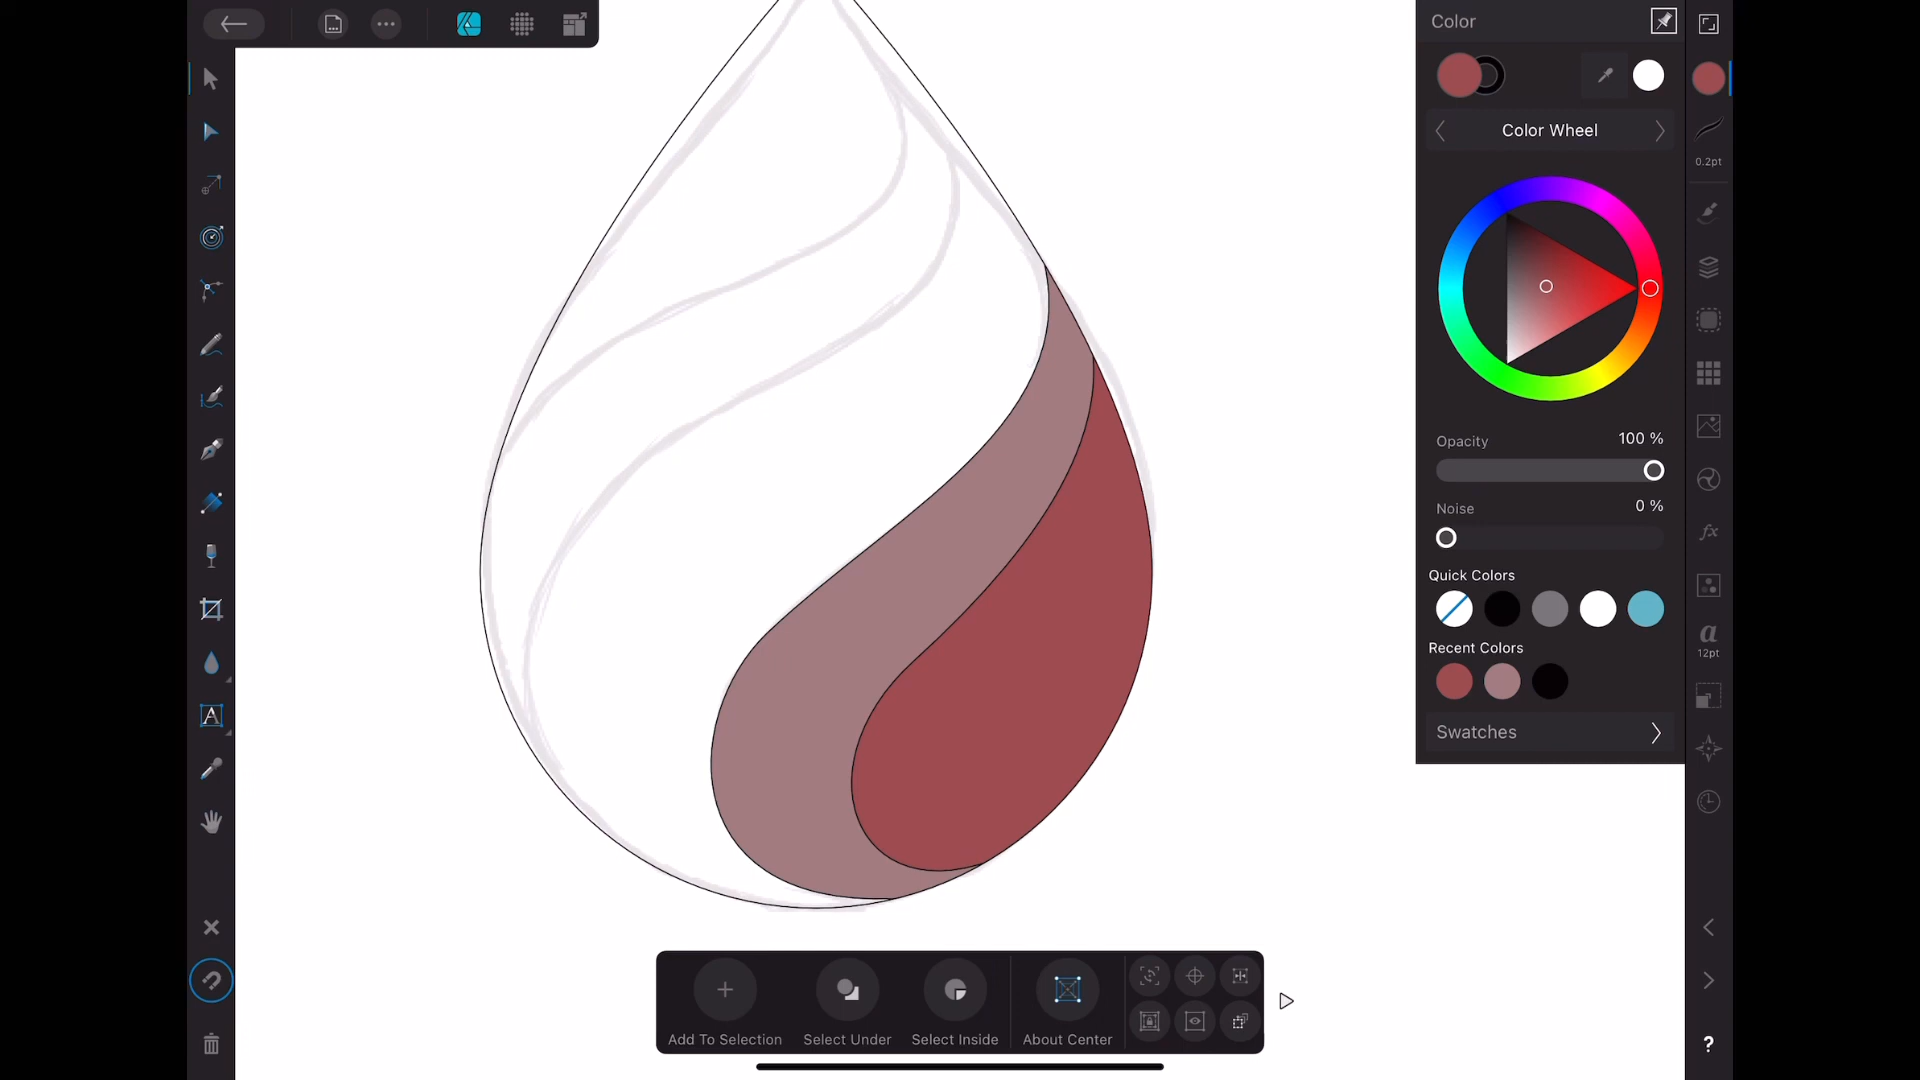 Color
Color Wheel
0.2pt
Opacity
100 %
Noise
0 %
Quick Colors
Recent Colors
Swatches
a
12pt
fx
A
Add To Selection
Select Under
Select Inside
About Center
?